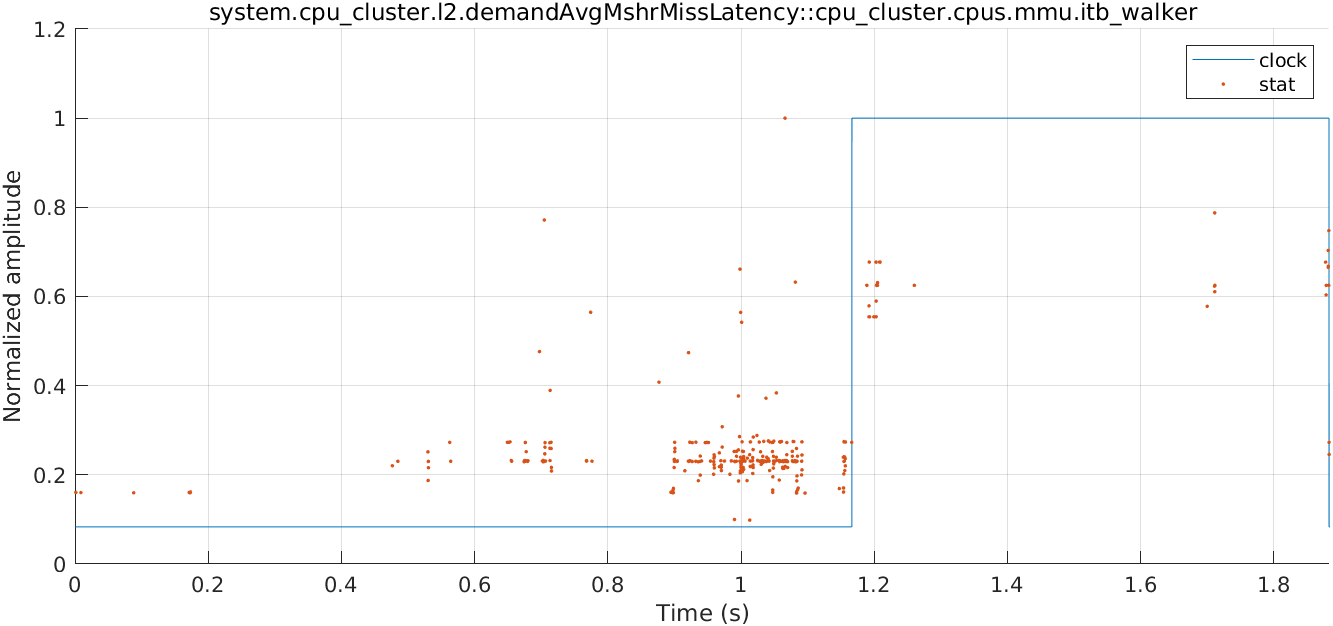 system.cpu_cluster.l2.demandAvgMshrMissLatency::cpu_cluster.cpus.mmu.itb_walker
1.2
clock
stat
1
0.8
Normalized amplitude
0.6
0.4
0.2
0
0 0.2 0.4 0.6 0.8 1 1.2 1.4 1.6 1.8
Time (s)